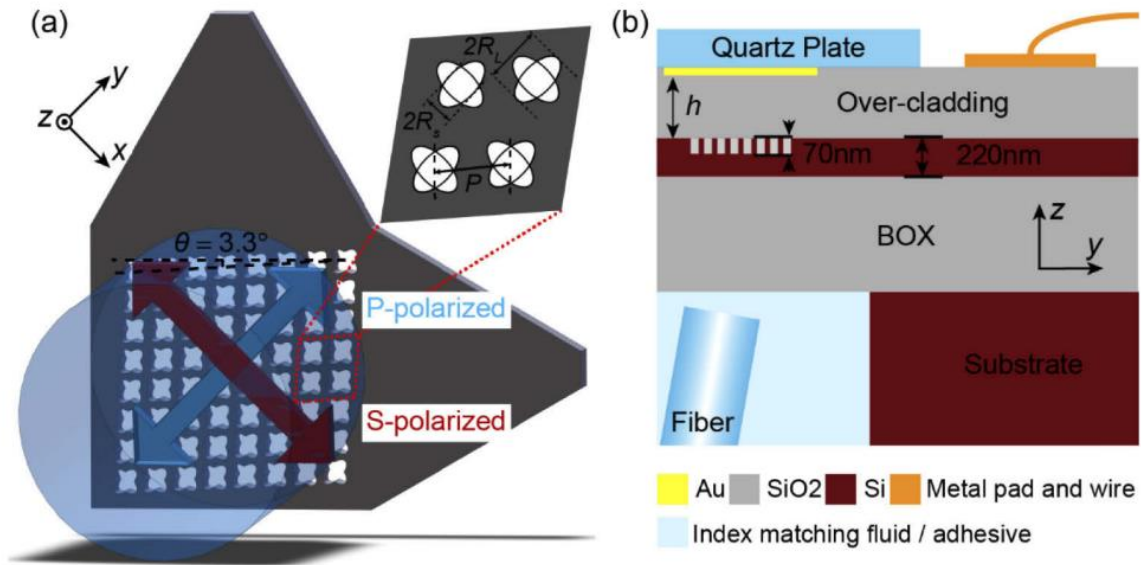 (a)
y
z
x
2R_L
2R_s
P
θ = 3.3°
P-polarized
S-polarized
(b)
Quartz Plate
h
Over-cladding
70nm
220nm
BOX
z
y
Substrate
Fiber
Au
SiO2
Si
Metal pad and wire
Index matching fluid / adhesive